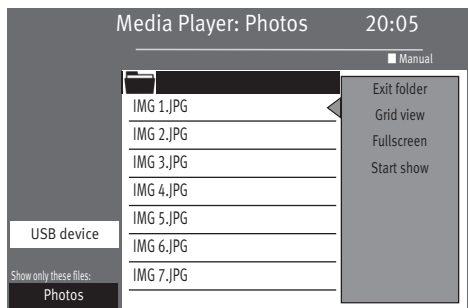 Media Player: Photos 20:05
Manual
IMG 1.JPG
IMG 2.JPG
IMG 3.JPG
IMG 4.JPG
IMG 5.JPG
IMG 6.JPG
IMG 7.JPG
Exit folder
Grid view
Fullscreen
Start show
USB device
Show only these files:
Photos